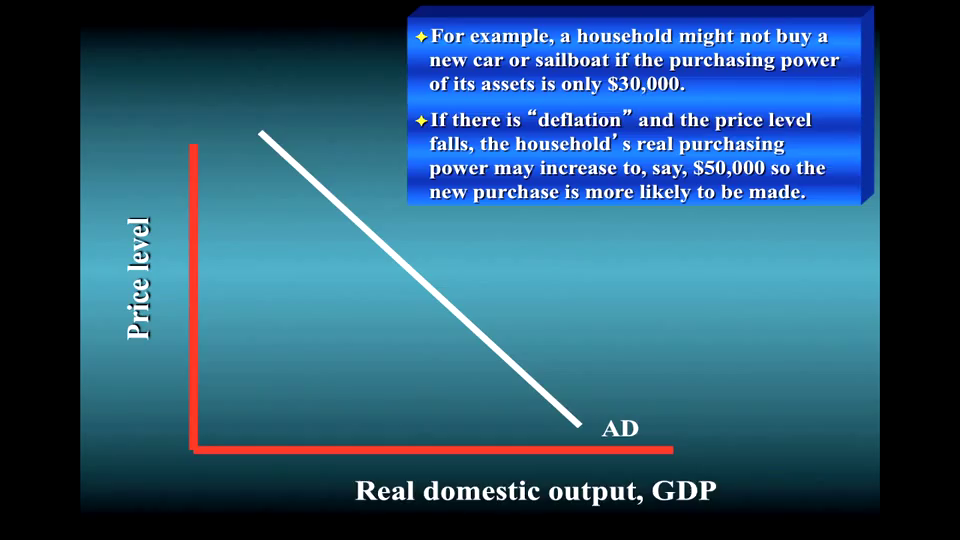 For example, a household might not buy a
new car or sailboat if the purchasing power
of its assets is only $30,000.
If there is “deflation” and the price level
falls, the household’s real purchasing
power may increase to, say, $50,000 so the
new purchase is more likely to be made.
Price level
AD
Real domestic output, GDP